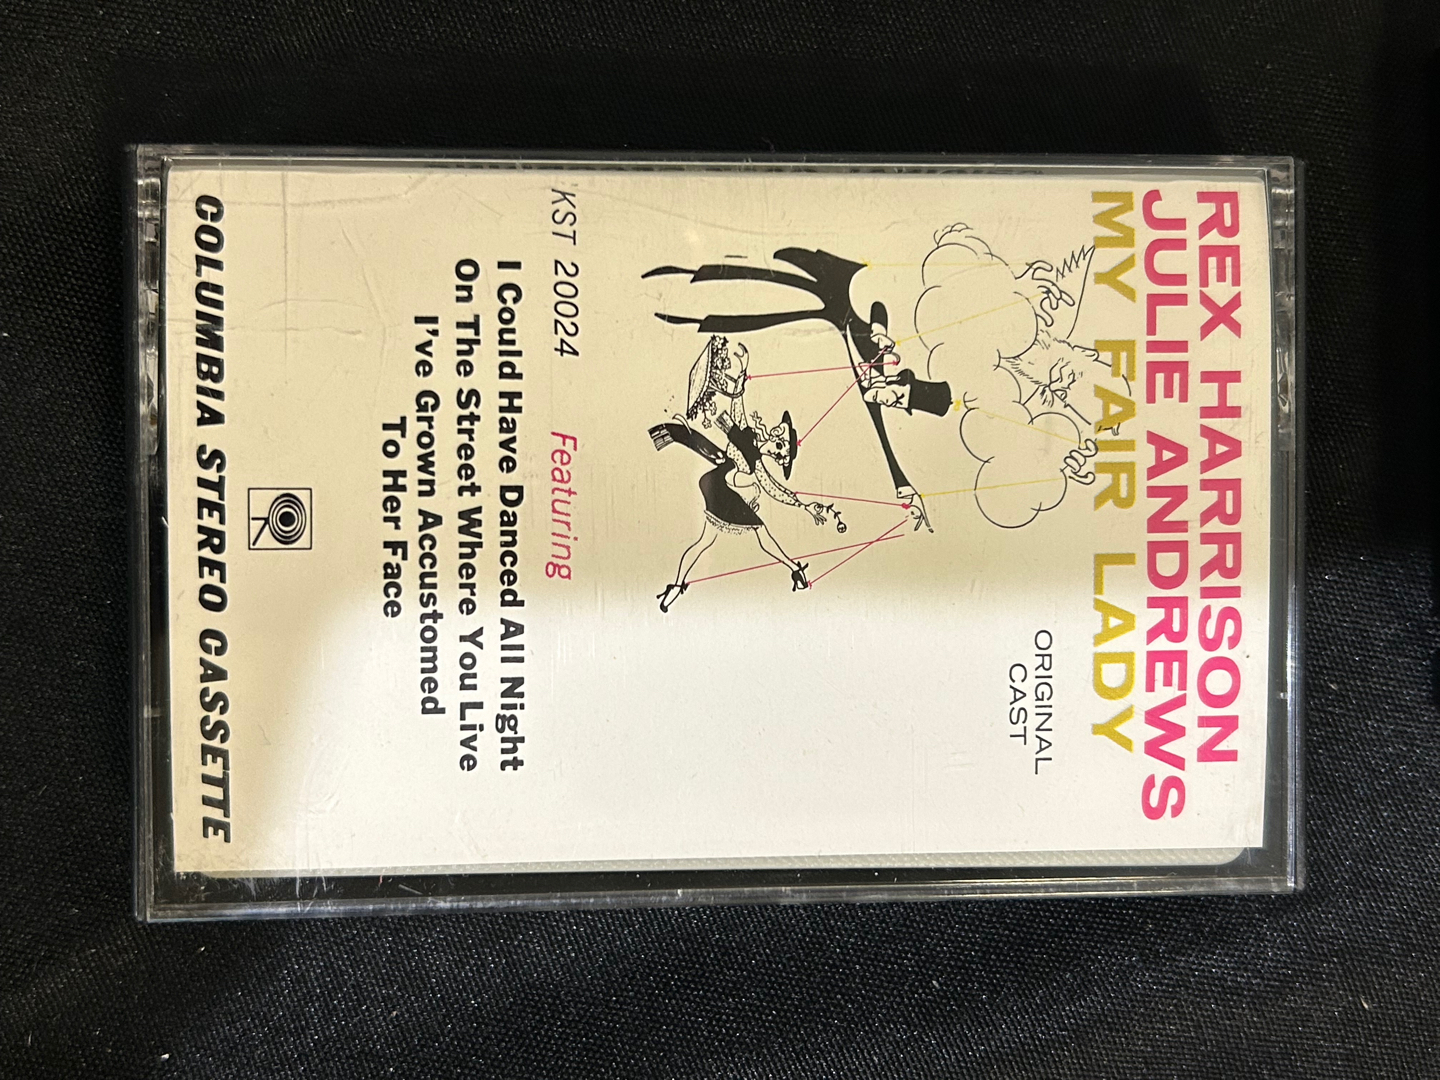 REX HARRISON
JULIE ANDREWS
MY FAIR LADY
ORIGINAL
CAST
KST 20024
Featuring
I Could Have Danced All Night
On The Street Where You Live
I've Grown Accustomed
To Her Face
COLUMBIA STEREO CASSETTE